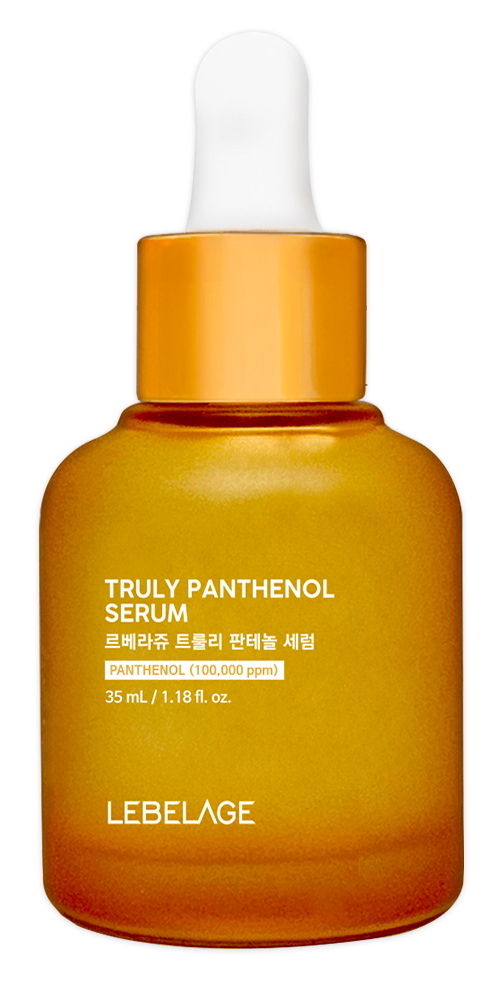 TRULY PANTHENOL
SERUM
르베라쥬 트룰리 판테놀 세럼
PANTHENOL (100,000 ppm)
35 mL / 1.18 fl. oz.
LEBELAGE